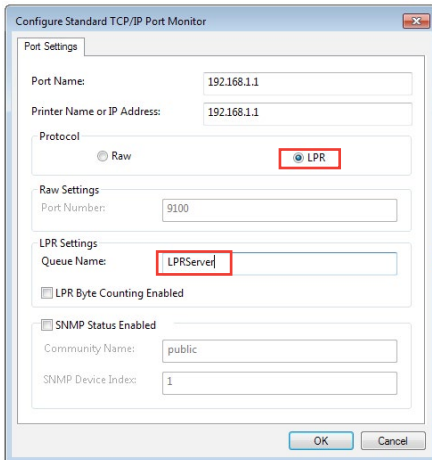 Configure Standard TCP/IP Port Monitor
Port Settings
Port Name: 192.168.1.1
Printer Name or IP Address: 192.168.1.1
Protocol
Raw LPR
Raw Settings
Port Number: 9100
LPR Settings
Queue Name: LPRServer
LPR Byte Counting Enabled
SNMP Status Enabled
Community Name: public
SNMP Device Index: 1
OK Cancel